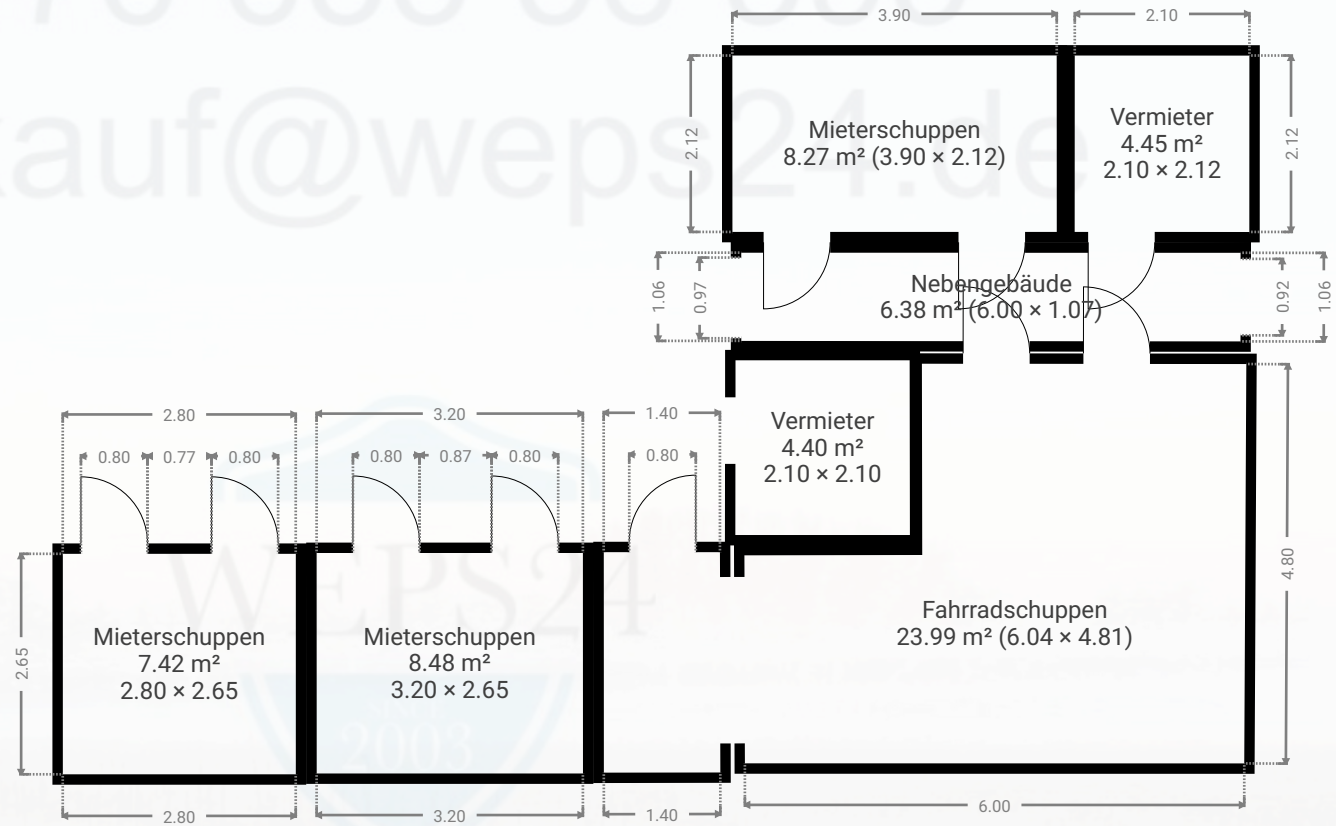 3.90
2.10
2.12
Mieterschuppen
8.27 m² (3.90 × 2.12)
Vermieter
4.45 m²
2.10 × 2.12
2.12
kauf@weps24.de
1.06
0.97
Nebengebäude
6.38 m² (6.00 × 1.07)
0.92
1.06
2.80
3.20
1.40
0.80
0.77
0.80
0.80
0.87
0.80
0.80
Vermieter
4.40 m²
2.10 × 2.10
4.80
WEPS24
2.65
Mieterschuppen
7.42 m²
2.80 × 2.65
Mieterschuppen
8.48 m²
3.20 × 2.65
Fahrradschuppen
23.99 m² (6.04 × 4.81)
2003
2.80
3.20
1.40
6.00